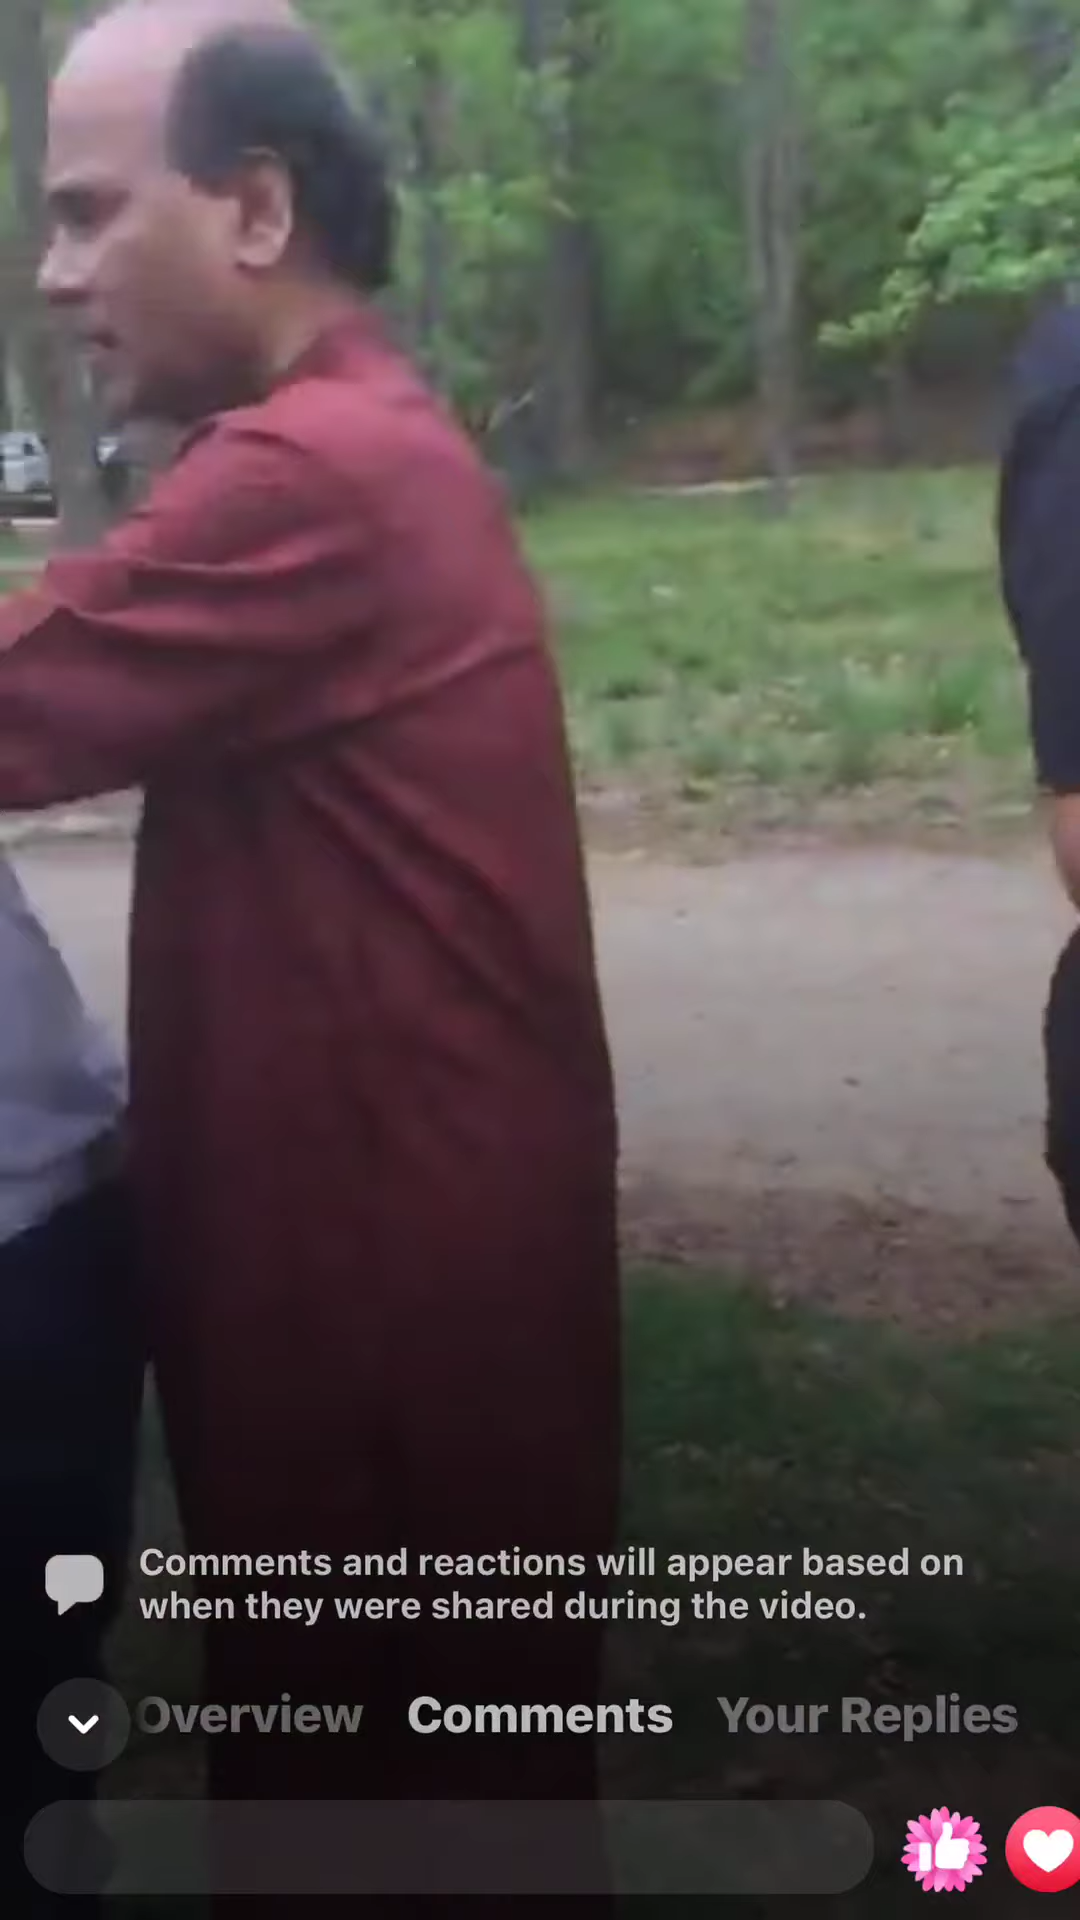 Comments and reactions will appear based on
when they were shared during the video.
Overview Comments Your Replies